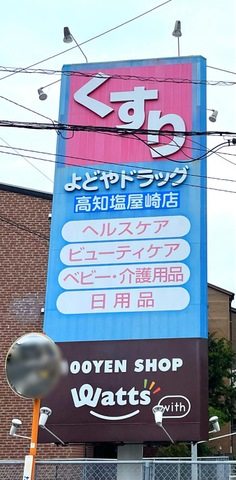 くすり
よどやドラッグ
高知塩屋崎店
ヘルスケア
ビューティケア
ベビー・介護用品
日用品
00YEN SHOP
Watts
with